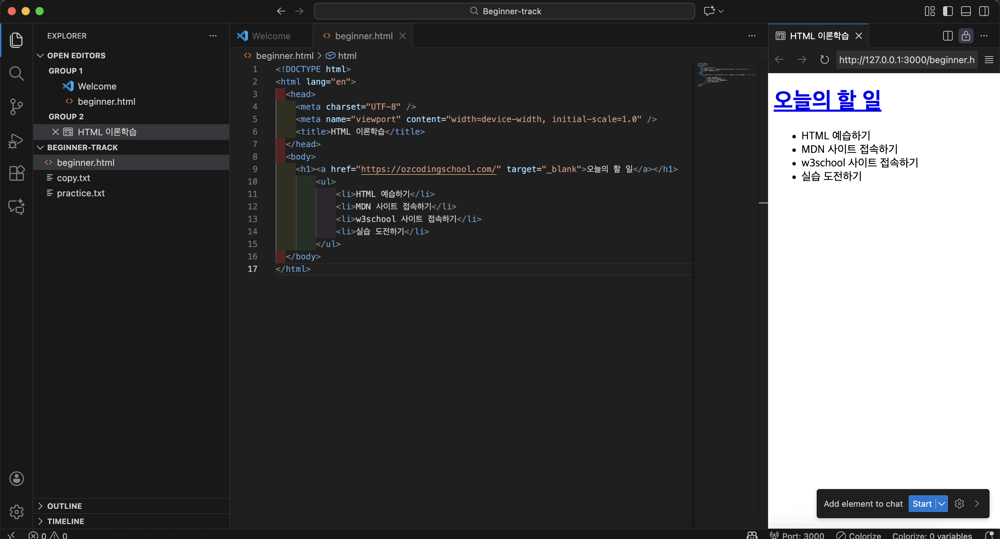 Beginner-track
EXPLORER
OPEN EDITORS
GROUP 1
Welcome
beginner.html
GROUP 2
HTML 이론학습
BEGINNER-TRACK
beginner.html
copy.txt
practice.txt
OUTLINE
TIMELINE
Welcome
beginner.html
beginner.html > html
1 <!DOCTYPE html>
2 <html lang="en">
3 <head>
4 <meta charset="UTF-8" />
5 <meta name="viewport" content="width=device-width, initial-scale=1.0" />
6 <title>HTML 이론학습</title>
7 </head>
8 <body>
9 <h1><a href="https://ozcodingschool.com/" target="_blank">오늘의 할 일</a></h1>
10 <ul>
11 <li>HTML 예습하기</li>
12 <li>MDN 사이트 접속하기</li>
13 <li>w3school 사이트 접속하기</li>
14 <li>실습 도전하기</li>
15 </ul>
16 </body>
17 </html>
HTML 이론학습
http://127.0.0.1:3000/beginner.h
오늘의 할 일
HTML 예습하기
MDN 사이트 접속하기
w3school 사이트 접속하기
실습 도전하기
Add element to chat Start
0 0
Port: 3000 Colorize Colorize: 0 variables